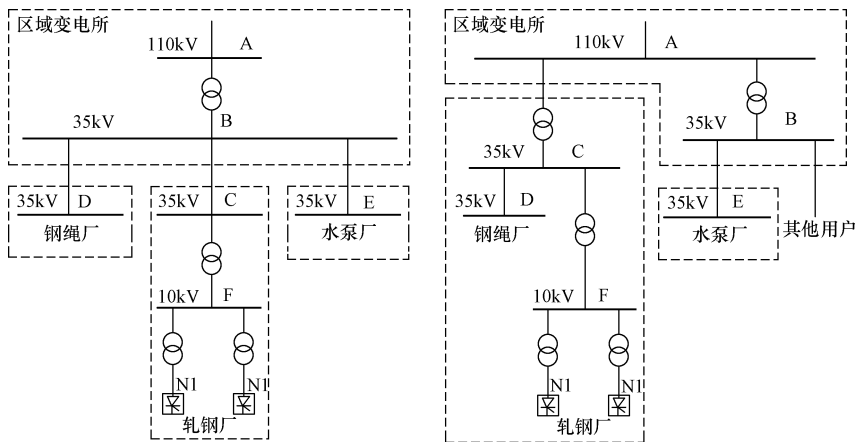 区域变电所
110kV A
35kV B
35kV D
钢绳厂
35kV C
35kV E
水泵厂
10kV F
N1
N1
轧钢厂
区域变电所
110kV A
35kV B
35kV C
35kV D
钢绳厂
35kV E
水泵厂
其他用户
10kV F
N1
N1
轧钢厂